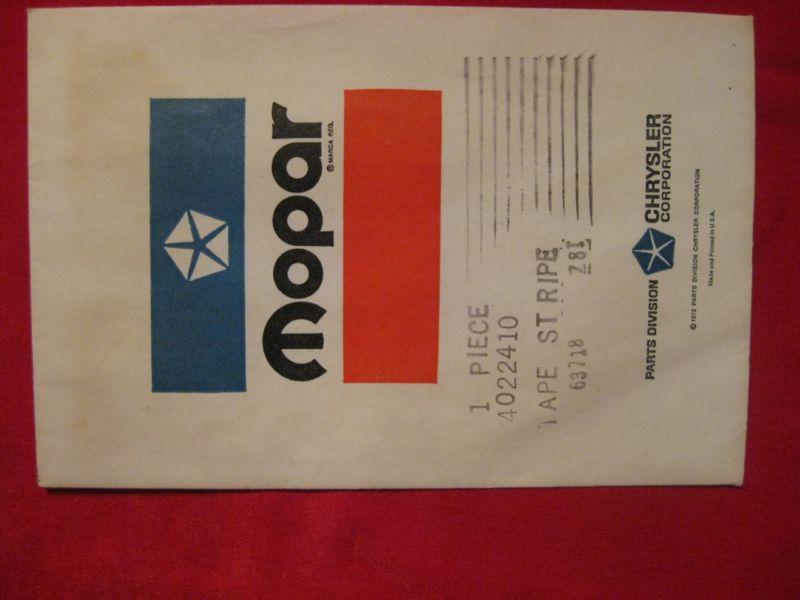 mopar
® MARCA REG.
1 PIECE
4022410
TAPE STRIPE
63718 281
PARTS DIVISION CHRYSLER CORPORATION
© 1972 PARTS DIVISION CHRYSLER CORPORATION
Made and Printed in U.S.A.